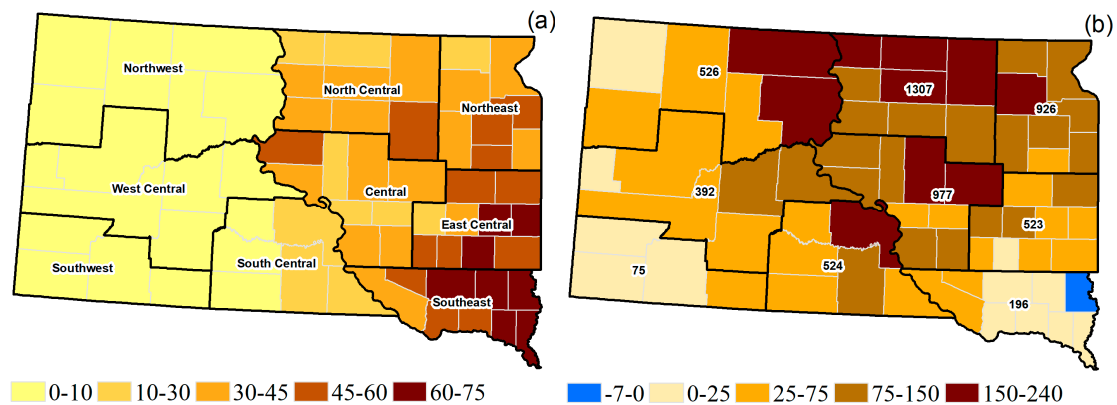 (a)
Northwest
North Central
Northeast
West Central
Central
East Central
Southwest
South Central
Southeast
0-10 10-30 30-45 45-60 60-75
(b)
526
1307
926
392
977
523
75
524
196
-7-0 0-25 25-75 75-150 150-240